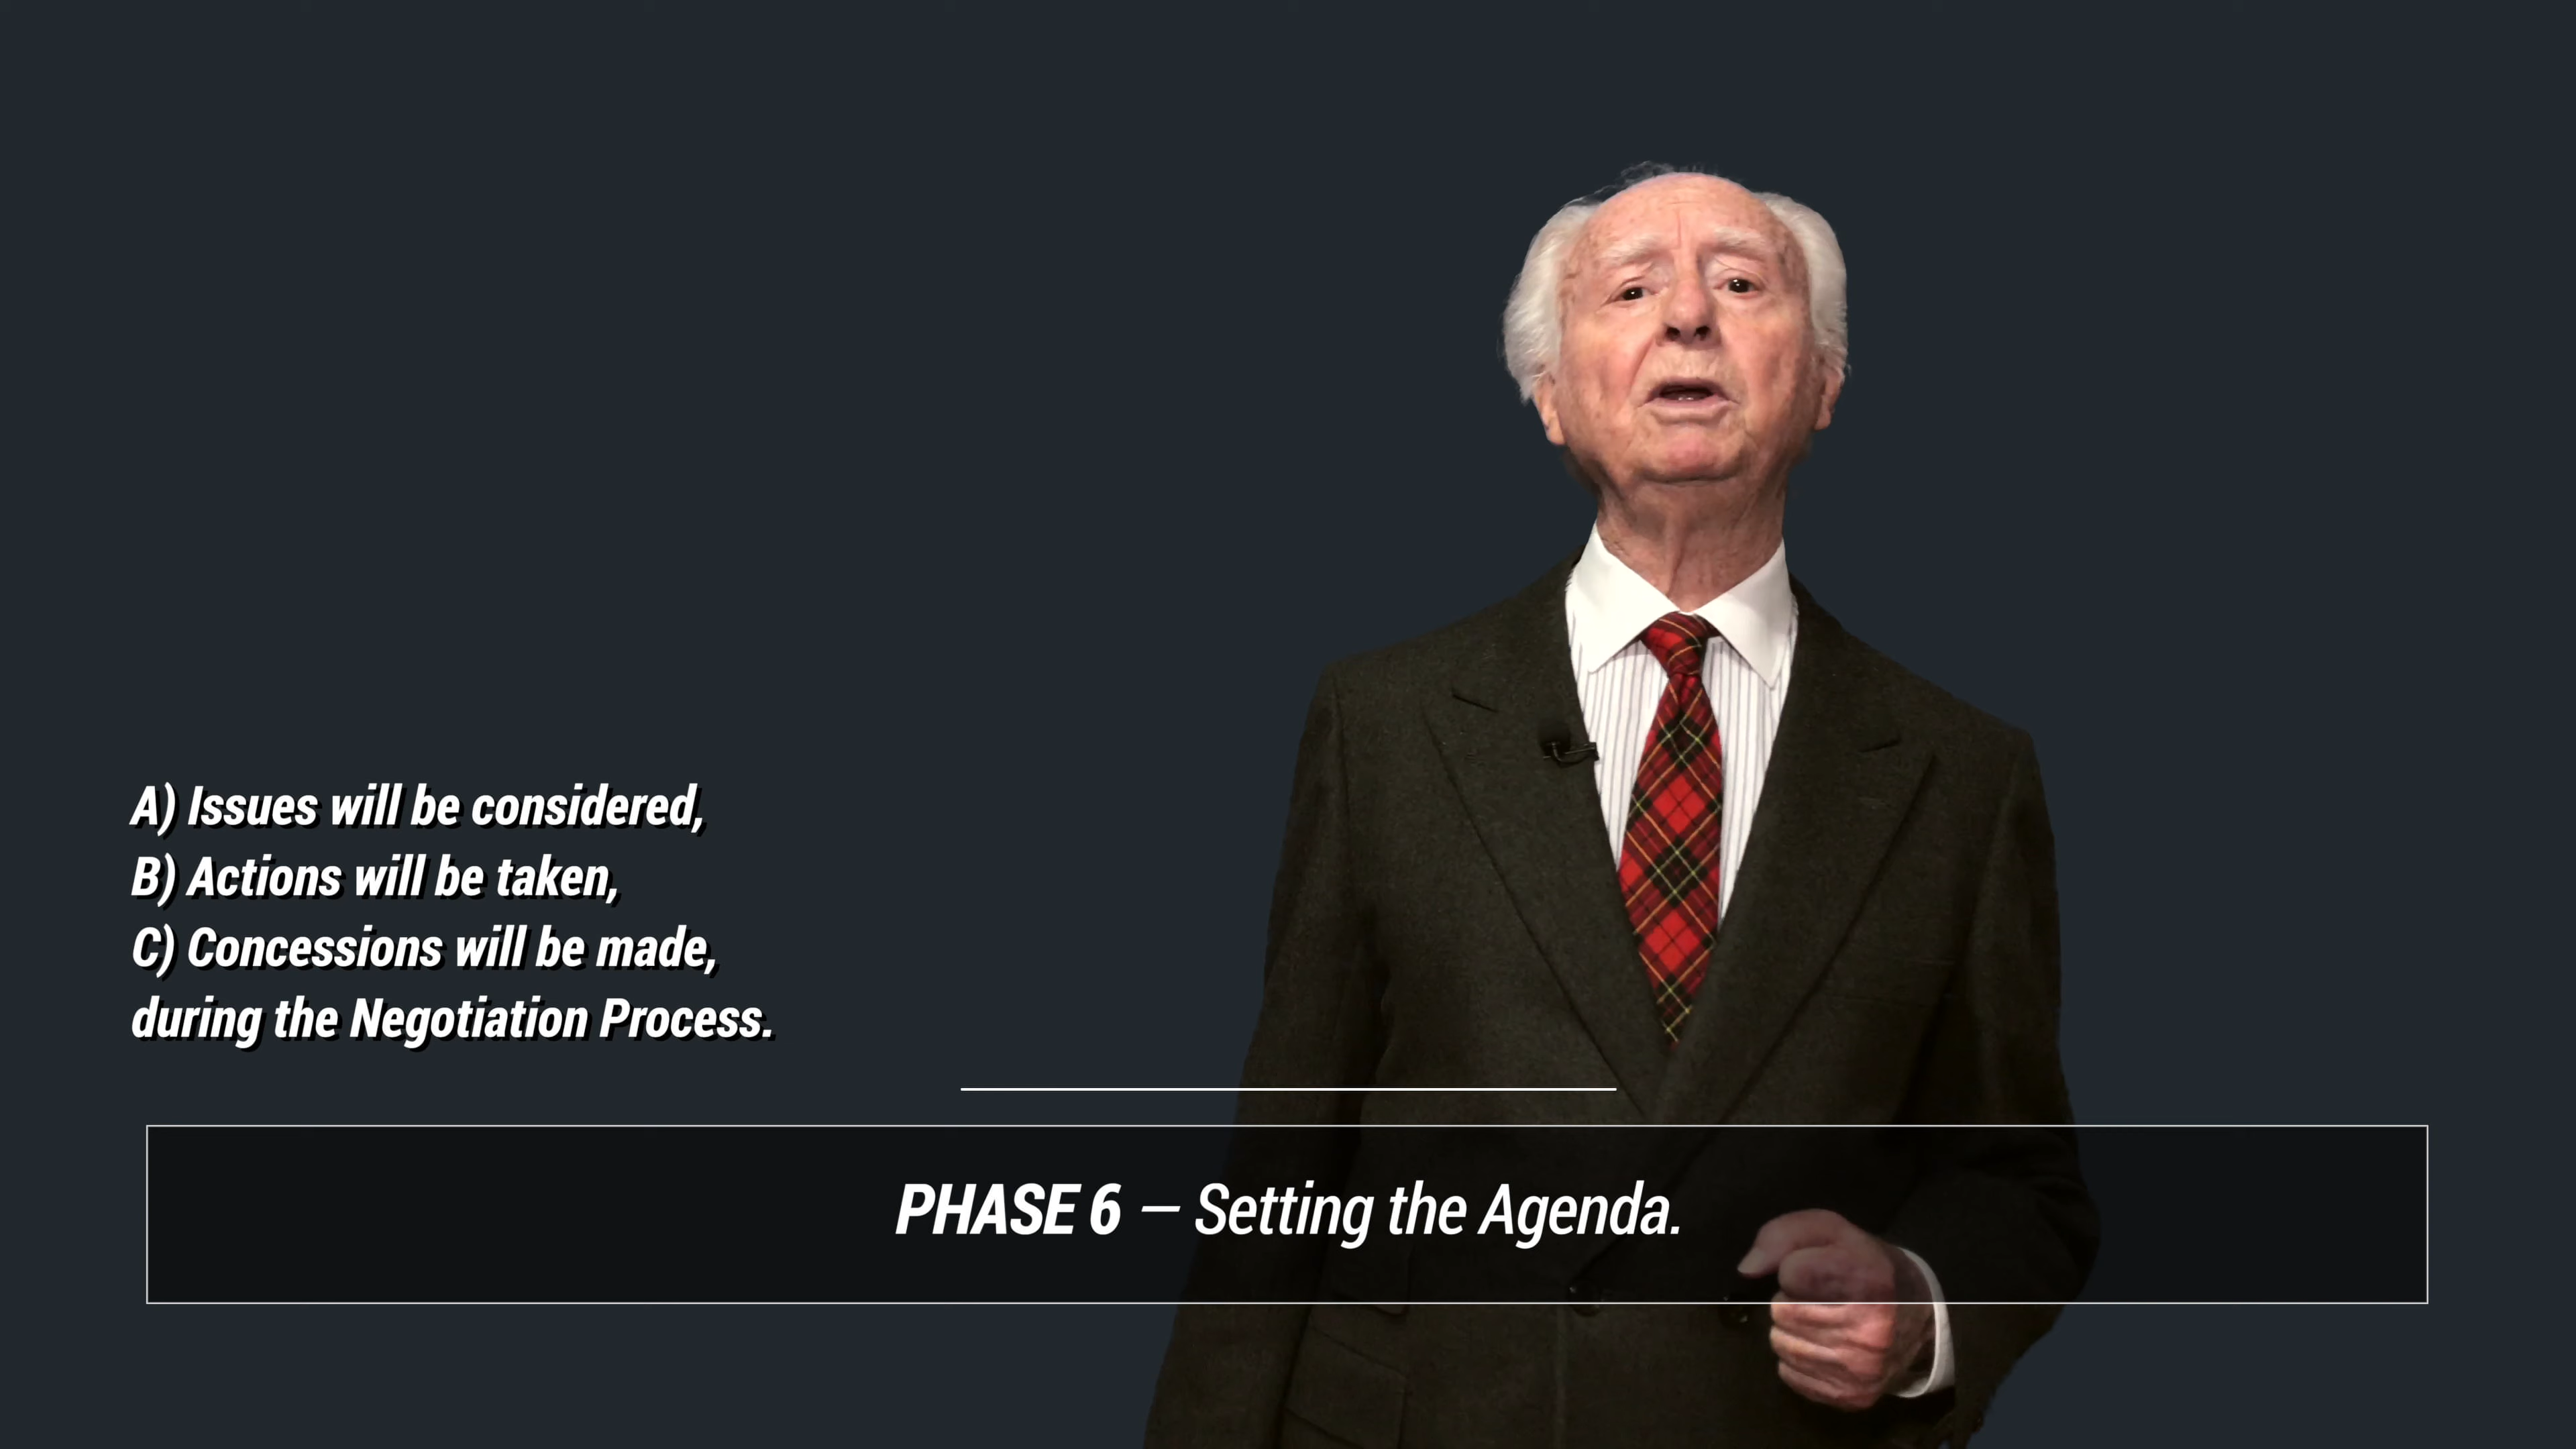 A) Issues will be considered,
B) Actions will be taken,
C) Concessions will be made,
during the Negotiation Process.
PHASE 6 – Setting the Agenda.